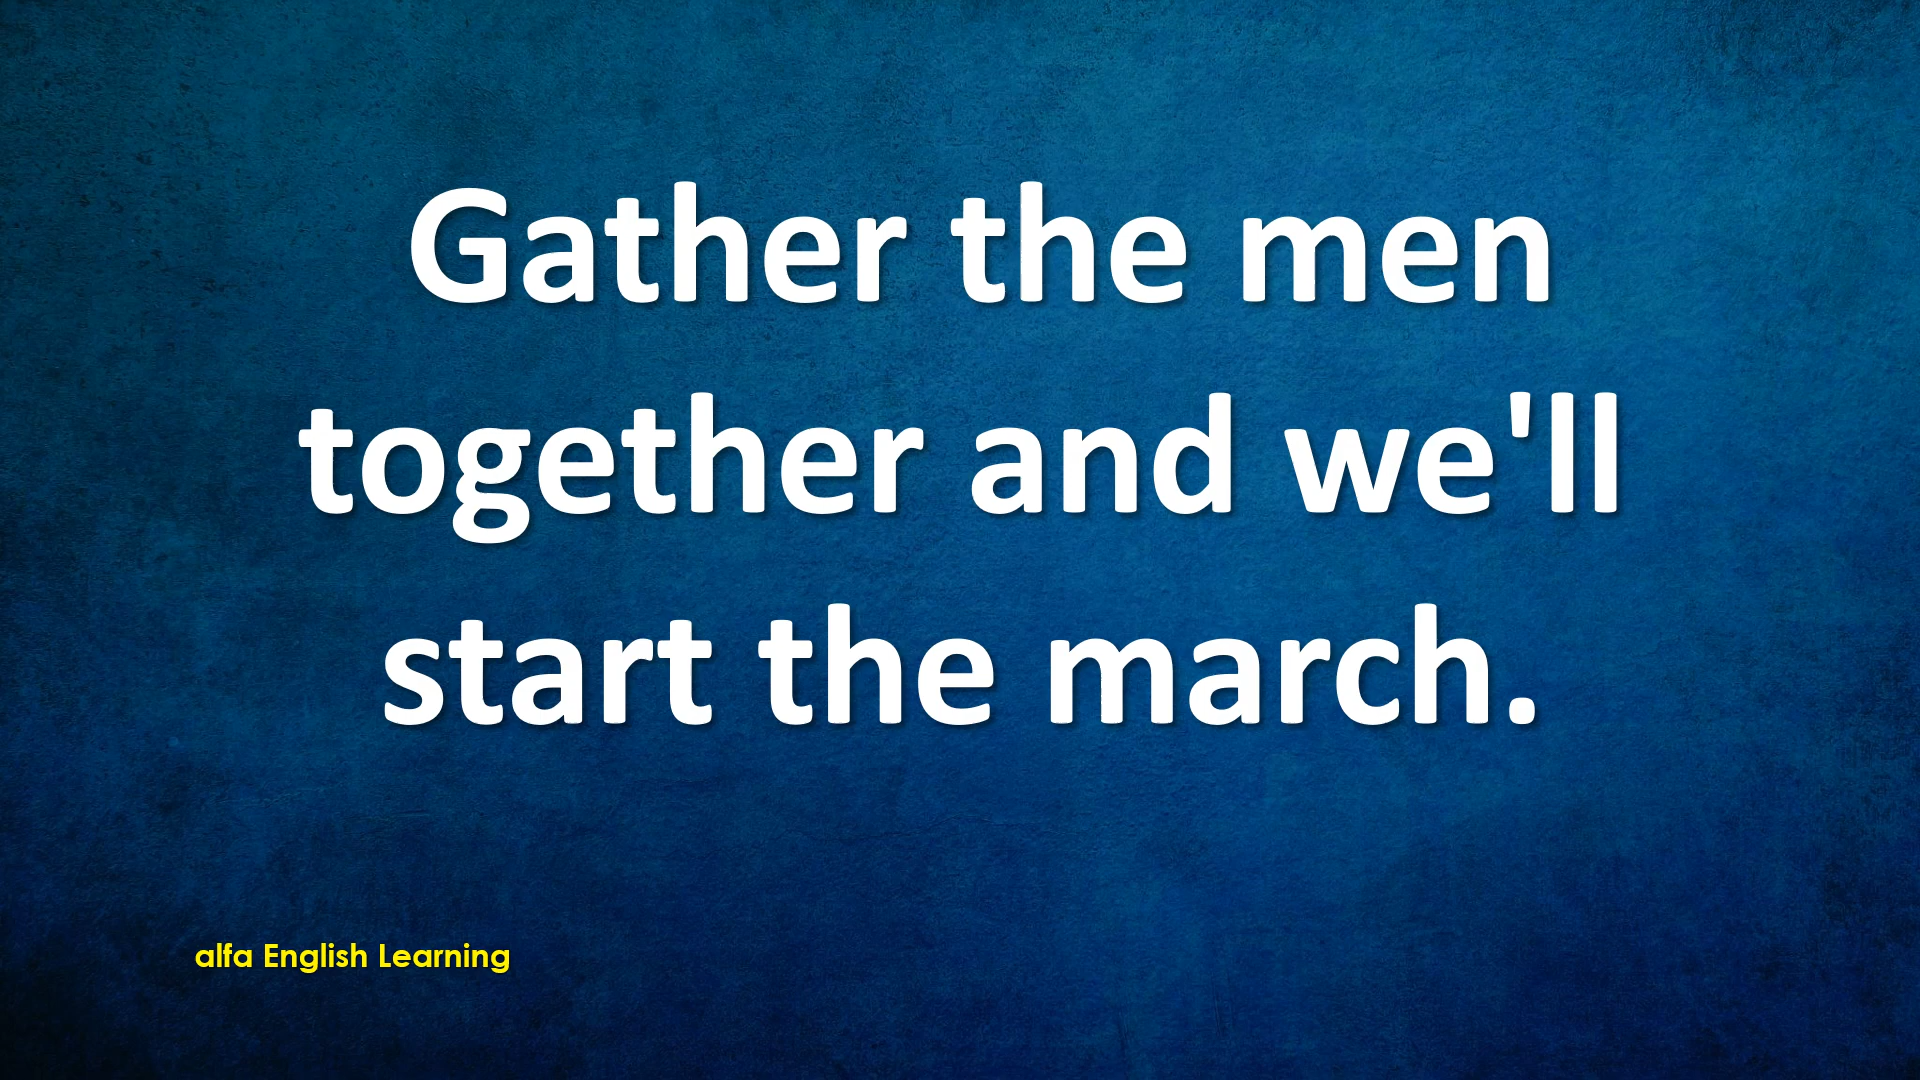 Gather the men
together and we'll
start the march.
alfa English Learning